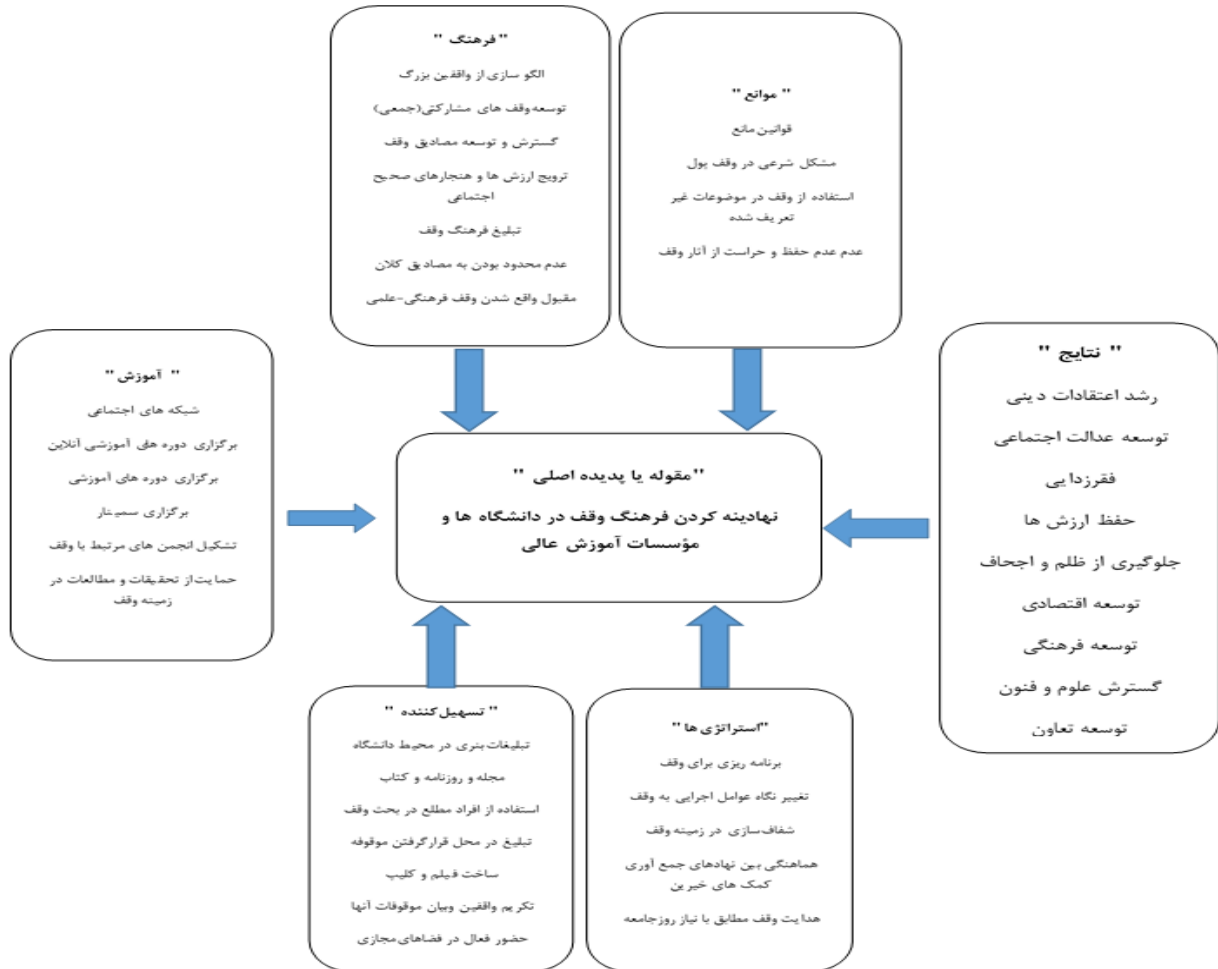 "فرهنگ "
الگو سازی از واقفین بزرگ
توسعه وقف های مشارکتی(جمعی)
گسترش و توسعه مصادیق وقف
ترویج ارزش ها و هنجارهای صحیح
اجتماعی
تبلیغ فرهنگ وقف
عدم محدود بودن به مصادیق کلان
مقبول واقع شدن وقف فرهنگی-علمی
" موانع"
قوانین مانع
مشکل شرعی در وقف پول
استفاده از وقف در موضوعات غیر
تعریف شده
عدم عدم حفظ و حراست از آثار وقف
" نتایج "
رشد اعتقادات دینی
توسعه عدالت اجتماعی
فقرزدایی
حفظ ارزش ها
جلوگیری از ظلم و اجحاف
توسعه اقتصادی
توسعه فرهنگی
گسترش علوم و فنون
توسعه تعاون
"مقوله یا پدیده اصلی "
نهادینه کردن فرهنگ وقف در دانشگاه ها و
مؤسسات آموزش عالی
" آموزش"
شبکه های اجتماعی
برگزاری دوره های آموزشی آنلاین
برگزاری دوره های آموزشی
برگزاری سمینار
تشکیل انجمن های مرتبط با وقف
حمایت از تحقیقات و مطالعات در
زمینه وقف
"استراتژی ها"
برنامه ریزی برای وقف
تغییر نگاه عوامل اجرایی به وقف
شفاف سازی در زمینه وقف
هماهنگی بین نهادهای جمع آوری
کمک های خیرین
هدایت وقف مطابق با نیاز روزجامعه
" تسهیل کننده "
تبلیغات بنری در محیط دانشگاه
مجله و روزنامه و کتاب
استفاده از افراد مطلع در بحث وقف
تبلیغ در محل قرارگرفتن موقوفه
ساخت فیلم و کلیپ
تکریم واقفین وبیان موقوفات آنها
حضور فعال در فضاهای مجازی